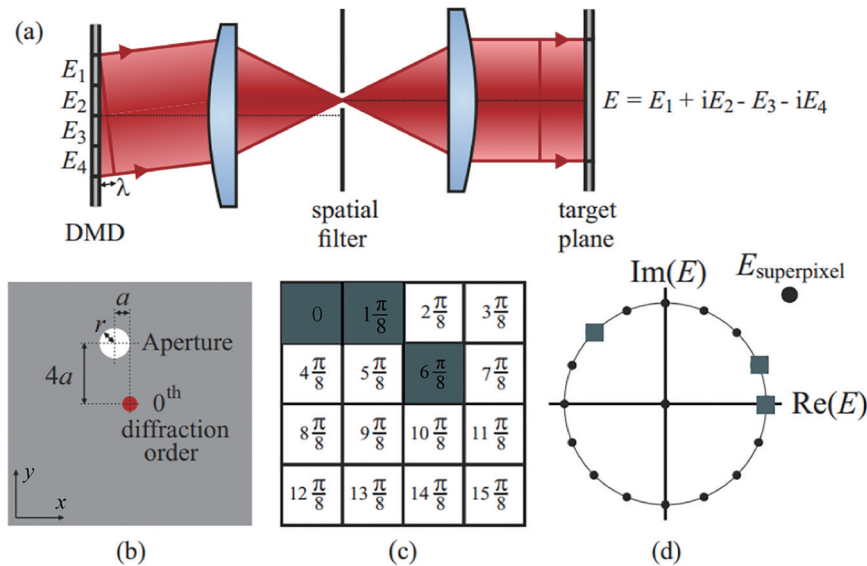 (a)
E₁
E₂
E₃
E₄
λ
DMD
spatial
filter
target
plane
E = E₁ + iE₂ - E₃ - iE₄
a
r
Aperture
4a
0ᵗʰ
diffraction
order
y
x
(b)
0 1π/8 2π/8 3π/8
4π/8 5π/8 6π/8 7π/8
8π/8 9π/8 10π/8 11π/8
12π/8 13π/8 14π/8 15π/8
(c)
Im(E)
E superpixel
Re(E)
(d)